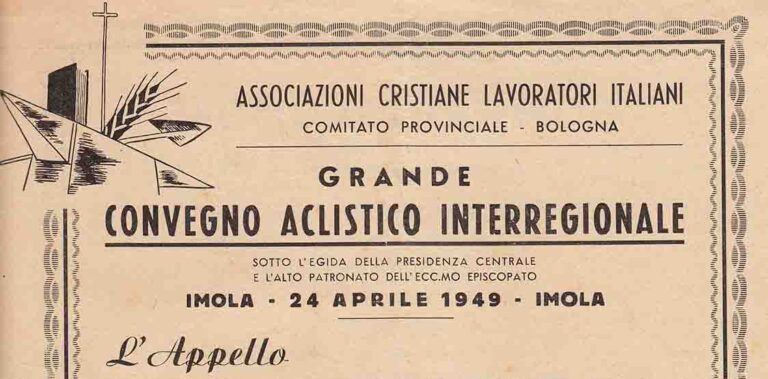 ASSOCIAZIONI CRISTIANE LAVORATORI ITALIANI
COMITATO PROVINCIALE - BOLOGNA
GRANDE
CONVEGNO ACLISTICO INTERREGIONALE
SOTTO L'EGIDA DELLA PRESIDENZA CENTRALE
E L'ALTO PATRONATO DELL'ECC.MO EPISCOPATO
IMOLA - 24 APRILE 1949 - IMOLA
L'Appello